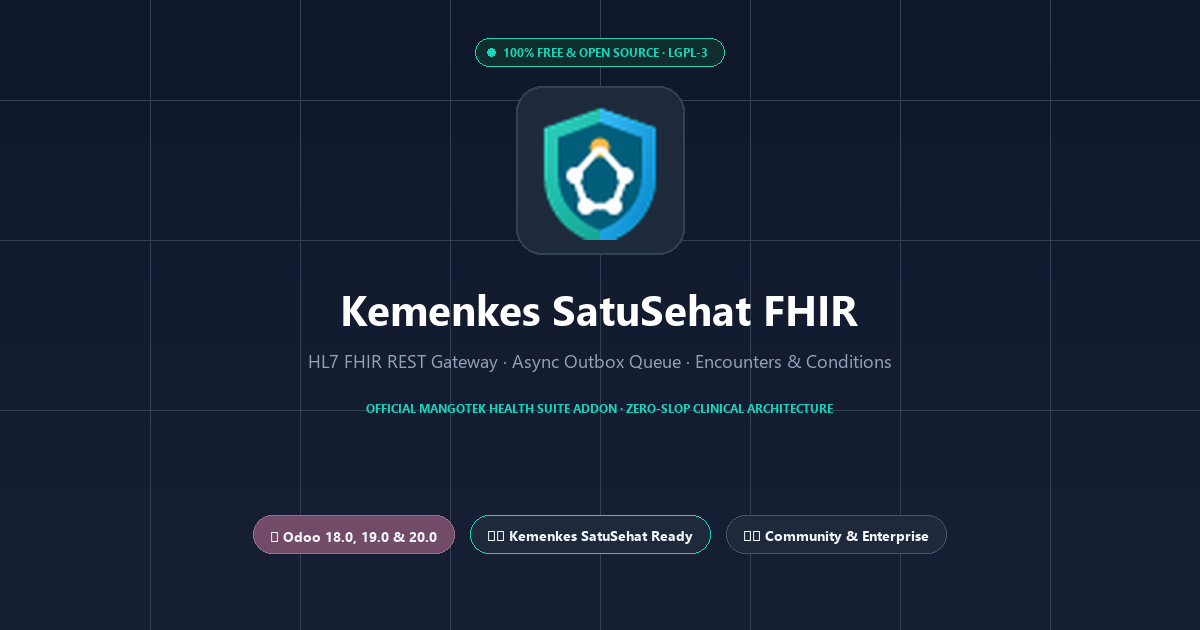 100% FREE & OPEN SOURCE · LGPL-3
Kemenkes SatuSehat FHIR
HL7 FHIR REST Gateway · Async Outbox Queue · Encounters & Conditions
OFFICIAL MANGOTEK HEALTH SUITE ADDON · ZERO-SLOP CLINICAL ARCHITECTURE
Odoo 18.0, 19.0 & 20.0
Kemenkes SatuSehat Ready
Community & Enterprise